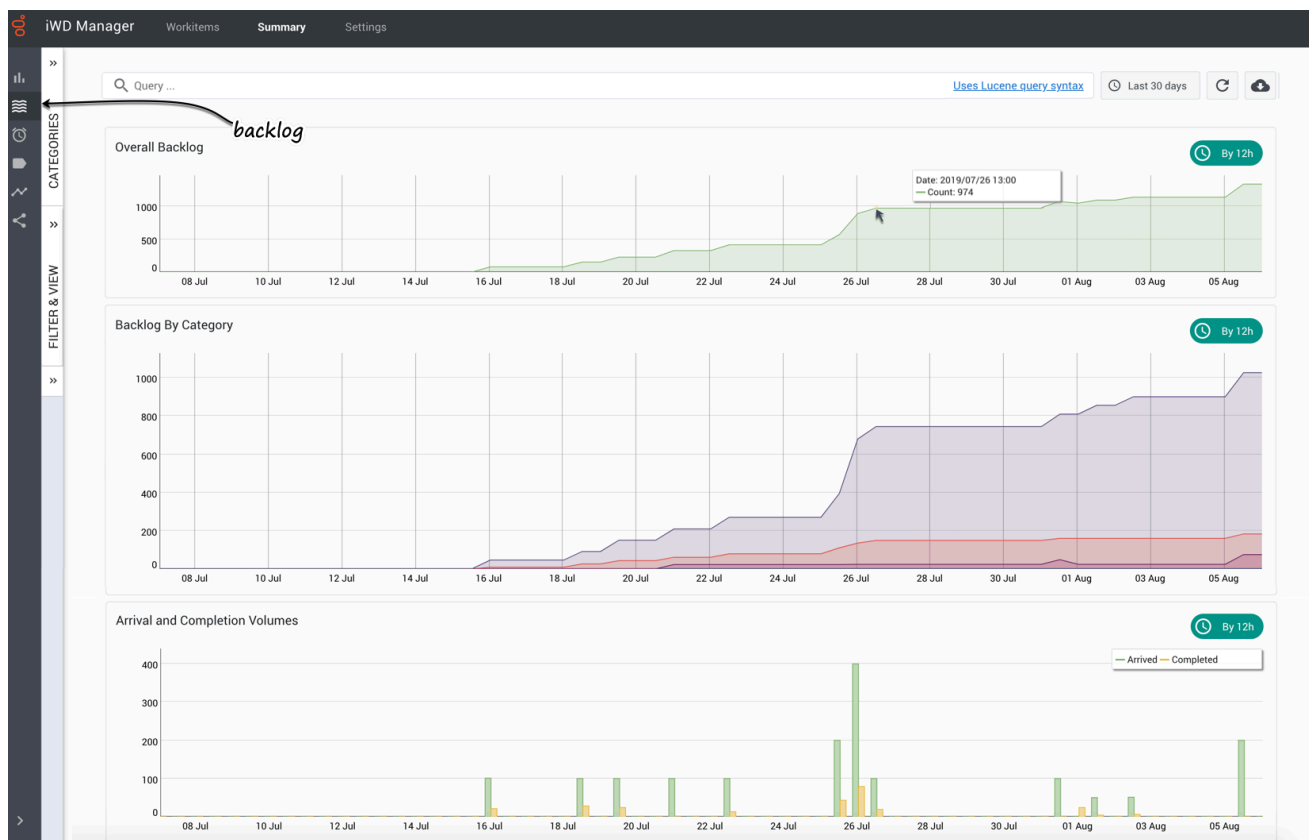 iWD Manager Workitems Summary Settings
Query ... Uses Lucene query syntax Last 30 days
backlog
CATEGORIES
FILTER & VIEW
Overall Backlog By 12h
Date: 2019/07/26 13:00
Count: 974
1000
500
0
08 Jul 10 Jul 12 Jul 14 Jul 16 Jul 18 Jul 20 Jul 22 Jul 24 Jul 26 Jul 28 Jul 30 Jul 01 Aug 03 Aug 05 Aug
Backlog By Category By 12h
1000
800
600
400
200
0
08 Jul 10 Jul 12 Jul 14 Jul 16 Jul 18 Jul 20 Jul 22 Jul 24 Jul 26 Jul 28 Jul 30 Jul 01 Aug 03 Aug 05 Aug
Arrival and Completion Volumes By 12h
Arrived Completed
400
300
200
100
0
08 Jul 10 Jul 12 Jul 14 Jul 16 Jul 18 Jul 20 Jul 22 Jul 24 Jul 26 Jul 28 Jul 30 Jul 01 Aug 03 Aug 05 Aug